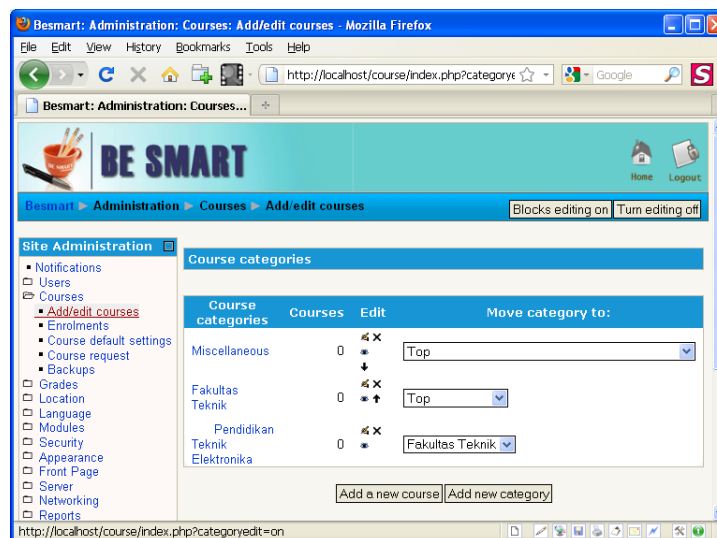 Besmart: Administration: Courses: Add/edit courses - Mozilla Firefox
File Edit View History Bookmarks Tools Help
http://localhost/course/index.php?category Google S
Besmart: Administration: Courses...
BE SMART
BE SMART
Home Logout
Besmart Administration Courses Add/edit courses
Blocks editing on Turn editing off
Site Administration
Notifications
Users
Courses
Add/edit courses
Enrolments
Course default settings
Course request
Backups
Grades
Location
Language
Modules
Security
Appearance
Front Page
Server
Networking
Reports
Course categories
Course categories Courses Edit Move category to:
Miscellaneous 0 Top
Fakultas Teknik 0 Top
Pendidikan Teknik Elektronika 0 Fakultas Teknik
Add a new course Add new category
http://localhost/course/index.php?categoryedit=on